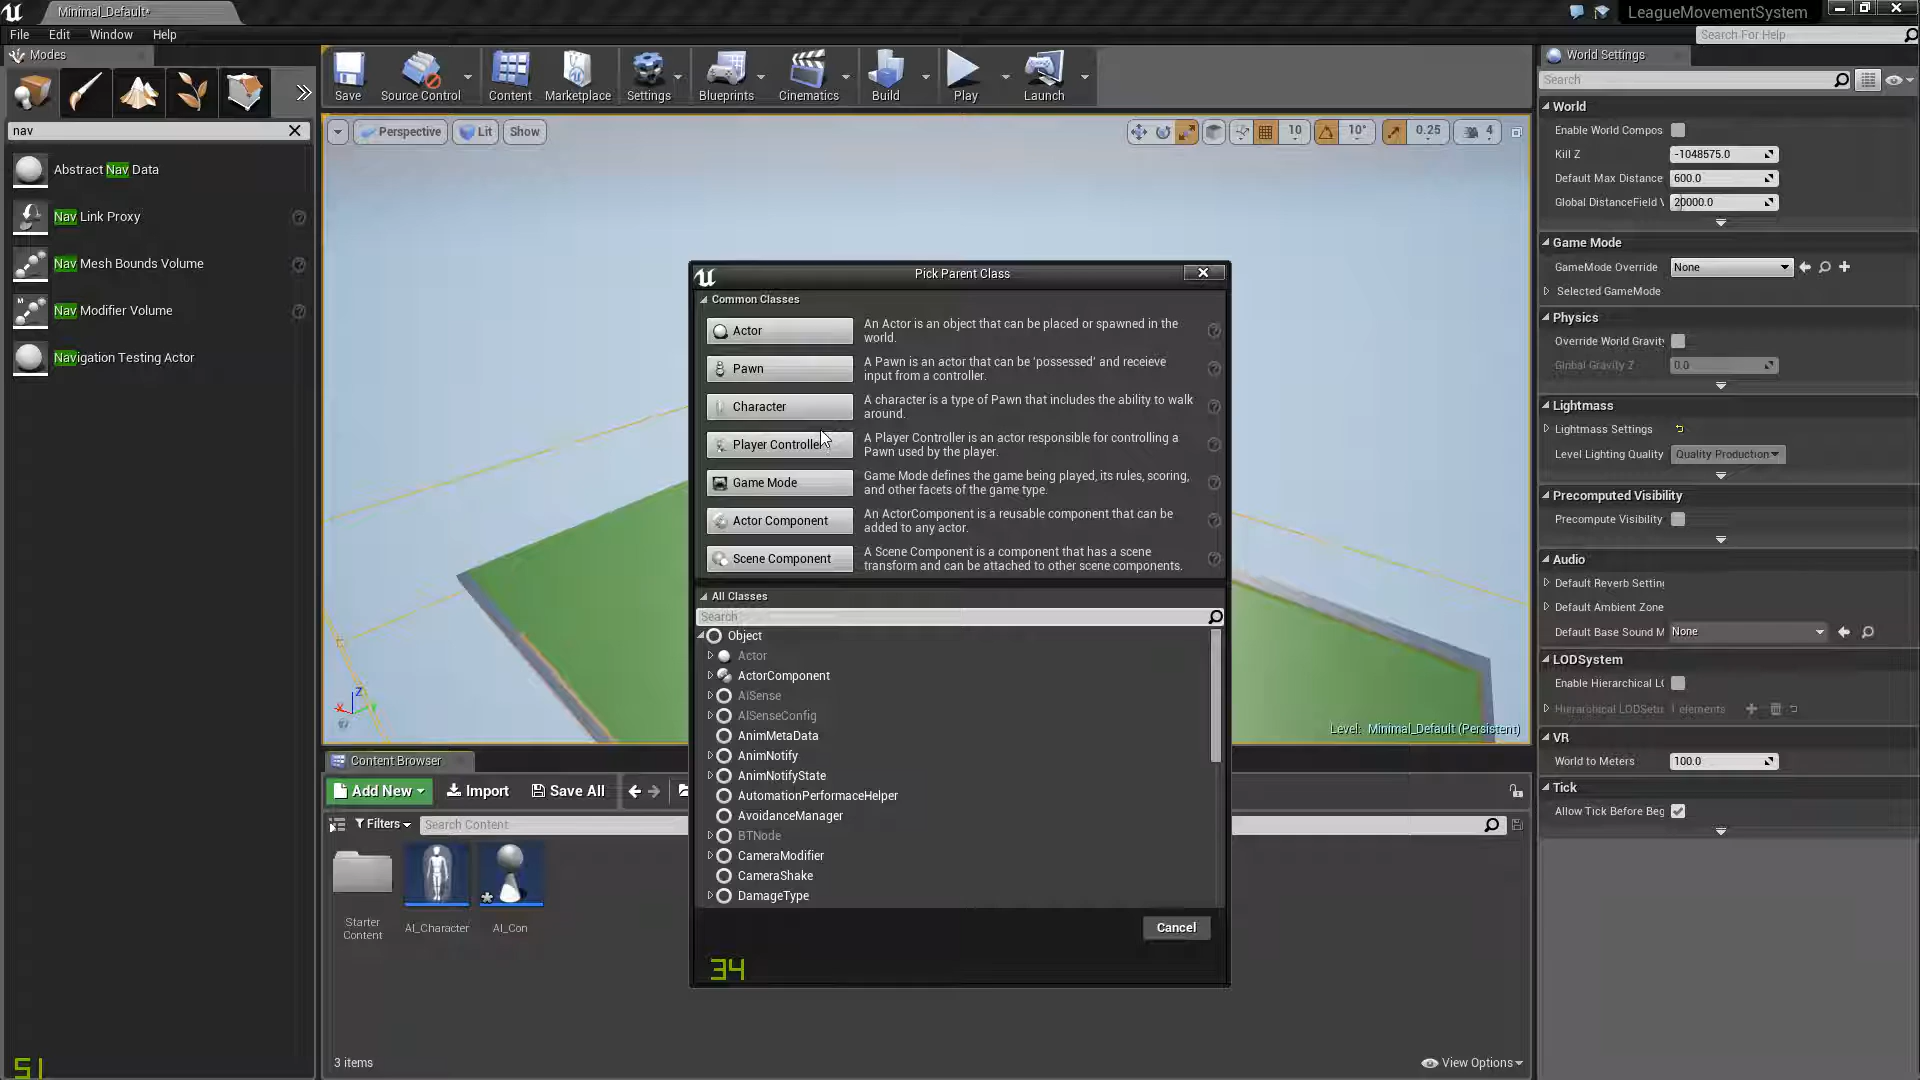 Minimal_Default*
LeagueMovementSystem
File Edit Window Help
Search For Help
Modes
nav
Abstract Nav Data
Nav Link Proxy
Nav Mesh Bounds Volume
Nav Modifier Volume
Navigation Testing Actor
Save Source Control Content Marketplace Settings Blueprints Cinematics Build Play Launch
Perspective Lit Show
10 10° 0.25 4
Pick Parent Class
Common Classes
Actor
An Actor is an object that can be placed or spawned in the
world.
Pawn
A Pawn is an actor that can be 'possessed' and receieve
input from a controller.
Character
A character is a type of Pawn that includes the ability to walk
around.
Player Controller
A Player Controller is an actor responsible for controlling a
Pawn used by the player.
Game Mode
Game Mode defines the game being played, its rules, scoring,
and other facets of the game type.
Actor Component
An ActorComponent is a reusable component that can be
added to any actor.
Scene Component
A Scene Component is a component that has a scene
transform and can be attached to other scene components.
All Classes
Search
Object
Actor
ActorComponent
AISense
AISenseConfig
AnimMetaData
AnimNotify
AnimNotifyState
AutomationPerformaceHelper
AvoidanceManager
BTNode
CameraModifier
CameraShake
DamageType
Cancel
34
Z
X
Level: Minimal_Default (Persistent)
Content Browser
Add New Import Save All
Filters Search Content
Starter
Content
AI_Character
AI_Con
3 items
View Options
51
World Settings
Search
World
Enable World Compos
Kill Z -1048575.0
Default Max Distance 600.0
Global DistanceField V 20000.0
Game Mode
GameMode Override None
Selected GameMode
Physics
Override World Gravit
Global Gravity Z 0.0
Lightmass
Lightmass Settings
Level Lighting Quality Quality Production
Precomputed Visibility
Precompute Visibility
Audio
Default Reverb Settin
Default Ambient Zone
Default Base Sound M None
LODSystem
Enable Hierarchical LO
Hierarchical LODSetu 1 elements
VR
World to Meters 100.0
Tick
Allow Tick Before Beg